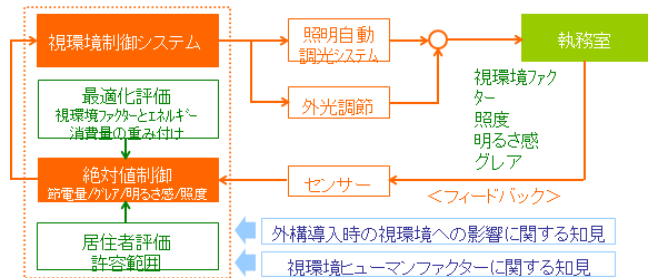 視環境制御システム
照明自動
調光システム
執務室
最適化評価
視環境ファクターとエネルギー
消費量の重み付け
外光調節
視環境ファク
ター
照度
明るさ感
グレア
絶対値制御
節電量/グレア/明るさ感/照度
センサー
<フィードバック>
居住者評価
許容範囲
外構導入時の視環境への影響に関する知見
視環境ヒューマンファクターに関する知見